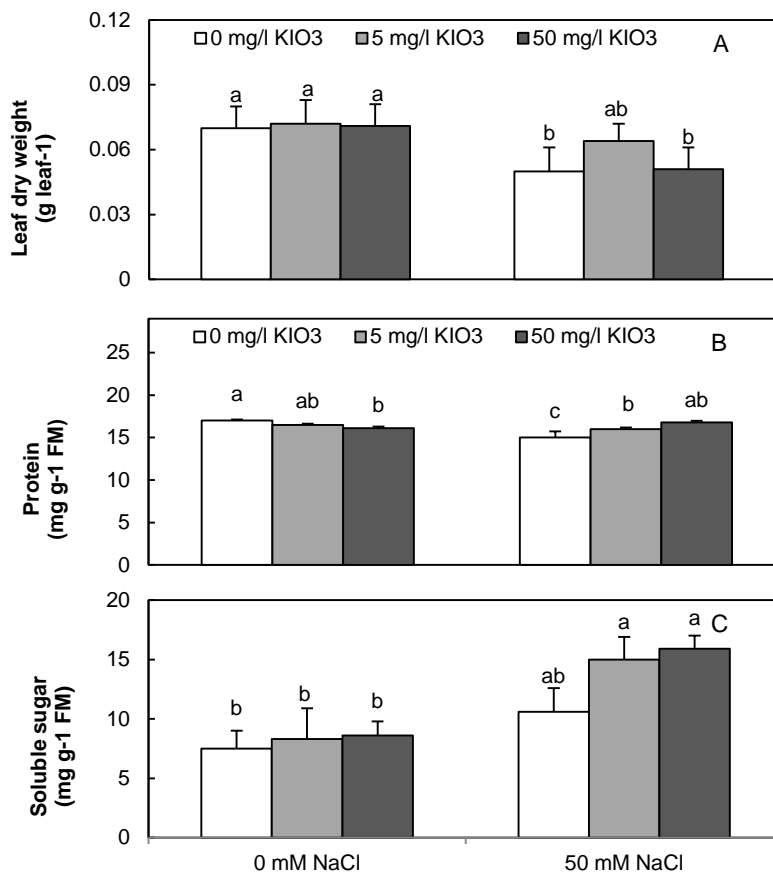 0.12
0 mg/l KIO3 5 mg/l KIO3 50 mg/l KIO3 A
0.09
0.06
0.03
0
a a a b ab b
Leaf dry weight
(g leaf-1)
0 mg/l KIO3 5 mg/l KIO3 50 mg/l KIO3 B
25
20
15
10
5
0
a ab b c b ab
Protein
(mg g-1 FM)
20
15
10
5
0
b b b ab a a C
Soluble sugar
(mg g-1 FM)
0 mM NaCl 50 mM NaCl